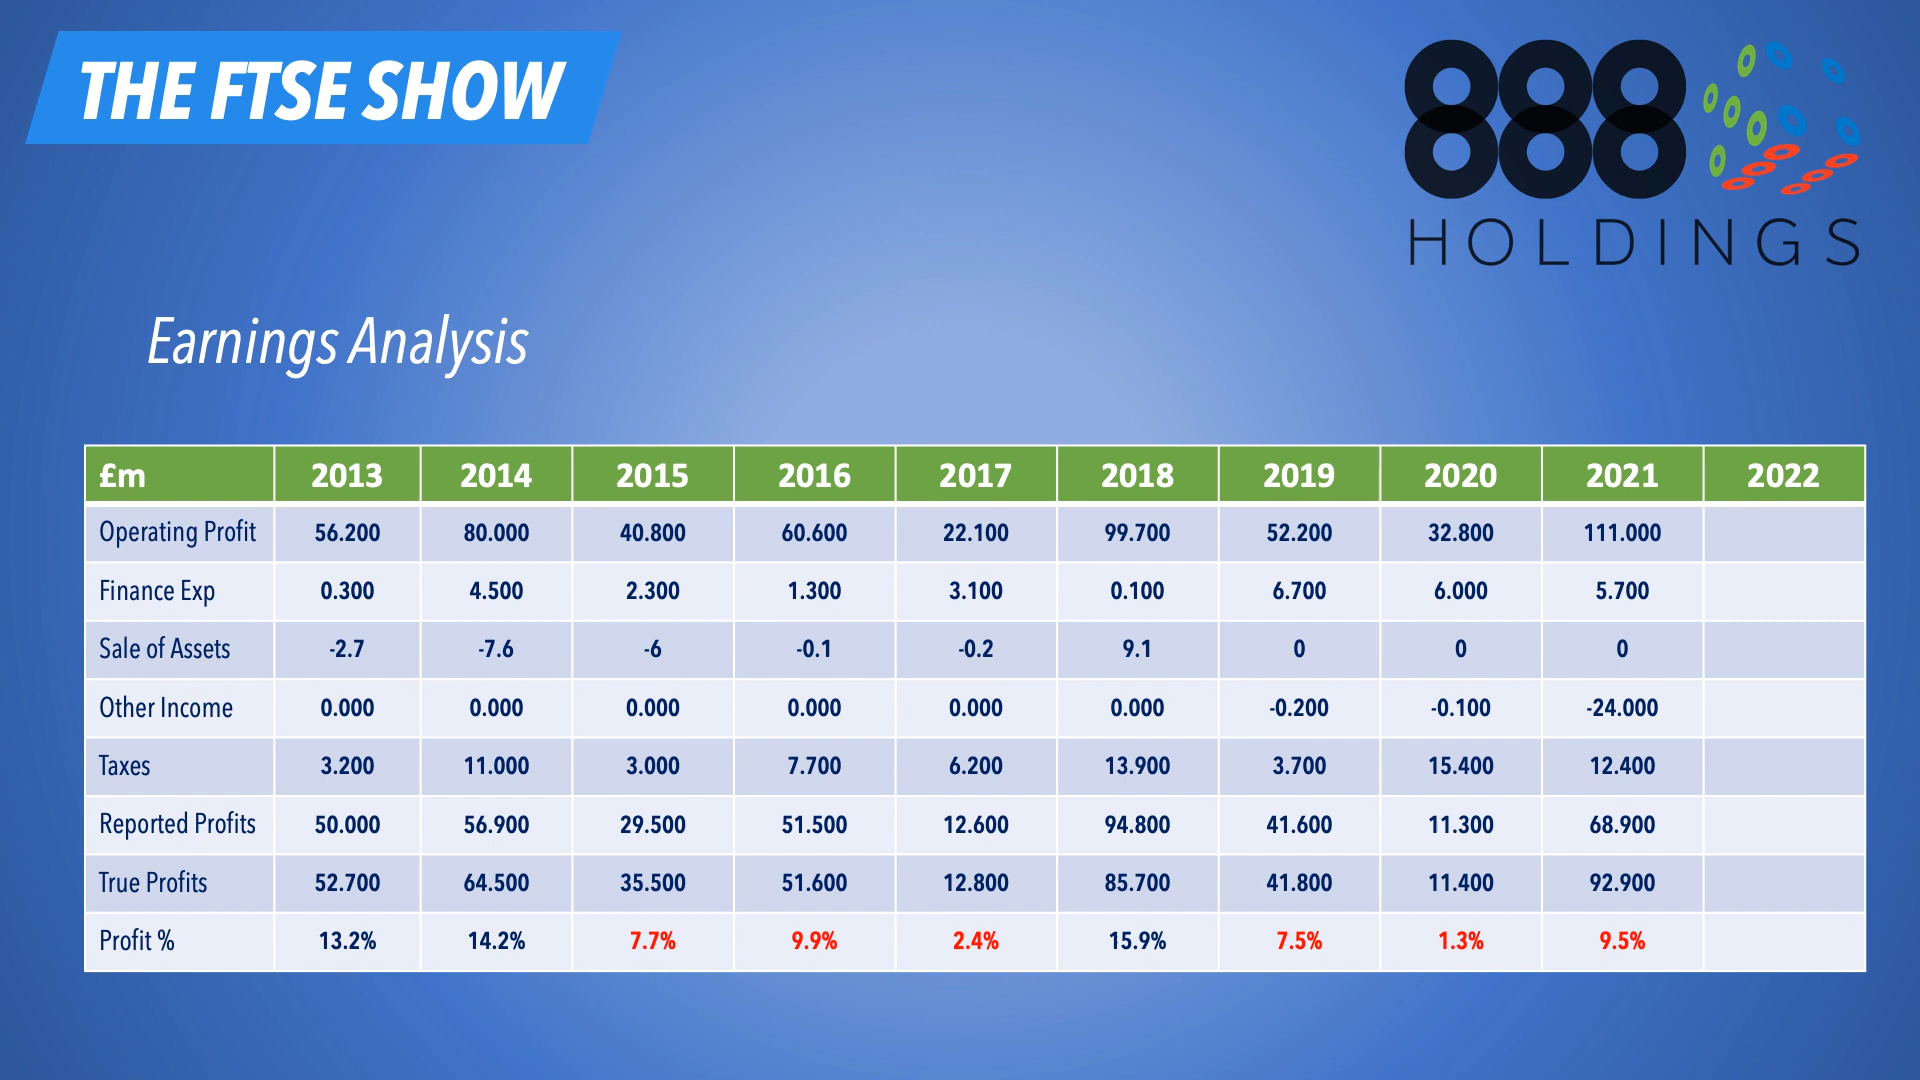 THE FTSE SHOW
888
HOLDINGS
Earnings Analysis
£m 2013 2014 2015 2016 2017 2018 2019 2020 2021 2022
Operating Profit 56.200 80.000 40.800 60.600 22.100 99.700 52.200 32.800 111.000
Finance Exp 0.300 4.500 2.300 1.300 3.100 0.100 6.700 6.000 5.700
Sale of Assets -2.7 -7.6 -6 -0.1 -0.2 9.1 0 0 0
Other Income 0.000 0.000 0.000 0.000 0.000 0.000 -0.200 -0.100 -24.000
Taxes 3.200 11.000 3.000 7.700 6.200 13.900 3.700 15.400 12.400
Reported Profits 50.000 56.900 29.500 51.500 12.600 94.800 41.600 11.300 68.900
True Profits 52.700 64.500 35.500 51.600 12.800 85.700 41.800 11.400 92.900
Profit % 13.2% 14.2% 7.7% 9.9% 2.4% 15.9% 7.5% 1.3% 9.5%